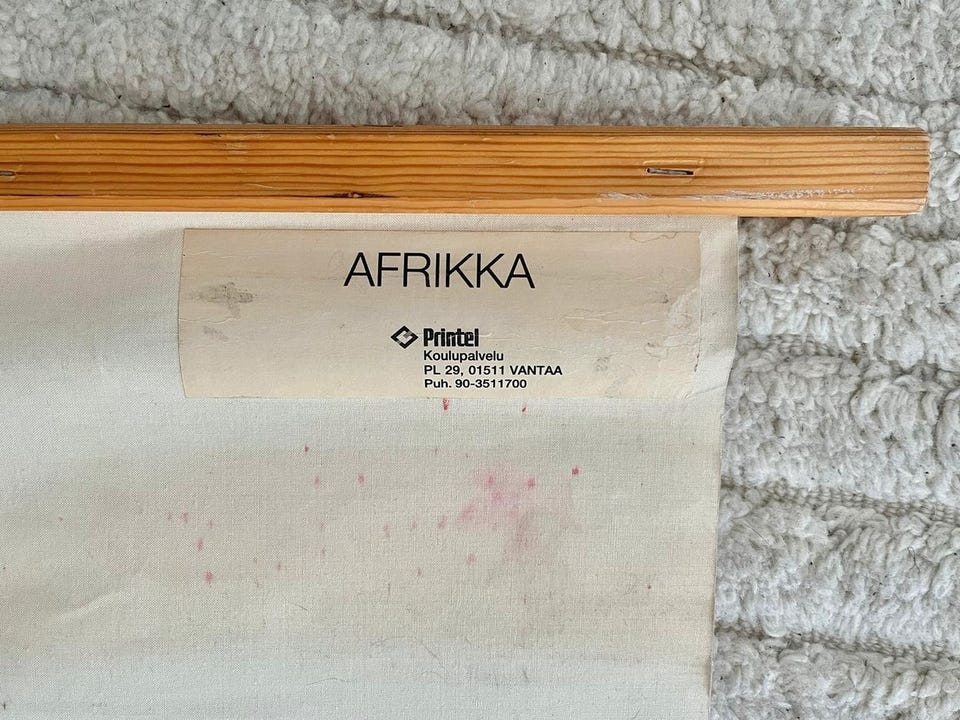 AFRIKKA
Printel
Koulupalvelu
PL 29, 01511 VANTAA
Puh. 90-3511700